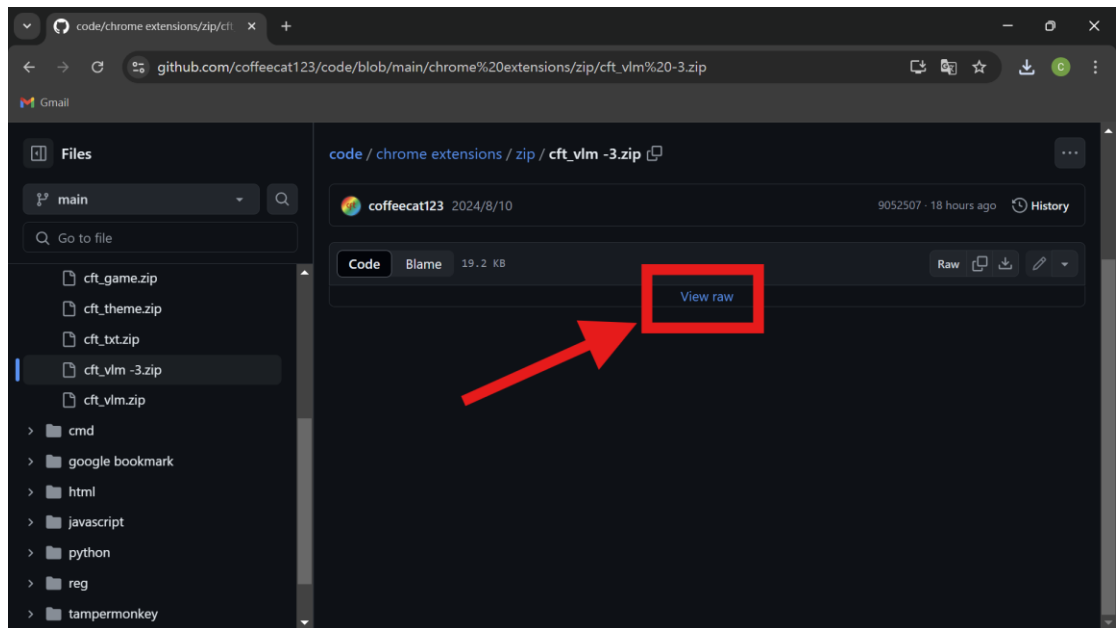 code/chrome extensions/zip/cft
github.com/coffeecat123/code/blob/main/chrome%20extensions/zip/cft_vlm%20-3.zip
C
Gmail
Files
main
Go to file
cft_game.zip
cft_theme.zip
cft_txt.zip
cft_vlm -3.zip
cft_vlm.zip
cmd
google bookmark
html
javascript
python
reg
tampermonkey
code / chrome extensions / zip / cft_vlm -3.zip
coffeecat123 2024/8/10 9052507 · 18 hours ago History
Code Blame 19.2 KB Raw
View raw